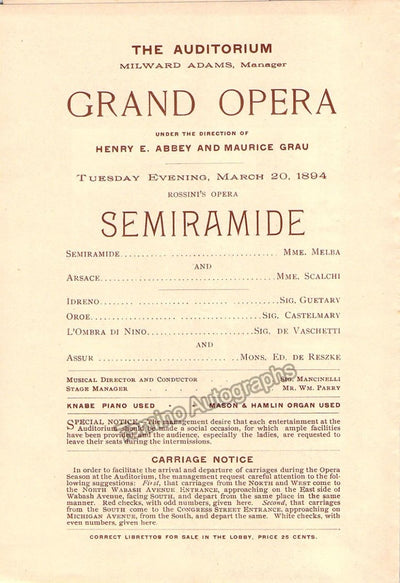 THE AUDITORIUM
MILWARD ADAMS, Manager
GRAND OPERA
UNDER THE DIRECTION OF
HENRY E. ABBEY AND MAURICE GRAU
TUESDAY EVENING, MARCH 20, 1894
ROSSINI'S OPERA
SEMIRAMIDE
SEMIRAMIDE MME. MELBA
AND
ARSACE MME. SCALCHI
IDRENO SIG. GUETARY
OROE SIG. CASTELMARY
L'OMBRA DI NINO SIG. DE VASCHETTI
AND
ASSUR MONS. ED. DE RESZKE
MUSICAL DIRECTOR AND CONDUCTOR SIG. MANCINELLI
STAGE MANAGER MR. WM. PARRY
KNABE PIANO USED MASON & HAMLIN ORGAN USED
SPECIAL NOTICE.—The management desire that each entertainment at the
Auditorium should be made a social occasion, for which ample facilities
have been provided, and the audience, especially the ladies, are requested to
leave their seats during the intermissions.
CARRIAGE NOTICE
In order to facilitate the arrival and departure of carriages during the Opera
Season at the Auditorium, the management request careful attention to the fol-
lowing suggestions: First, that carriages from the NORTH and WEST come to
the NORTH WABASH AVENUE ENTRANCE, approaching on the EAST side of
Wabash Avenue, facing SOUTH, and depart from the same place in the same
manner. Red checks, with odd numbers, given here. Second, that carriages
from the SOUTH come to the CONGRESS STREET ENTRANCE, approaching on
MICHIGAN AVENUE, from the South, and depart the same. White checks, with
even numbers, given here.
CORRECT LIBRETTOS FOR SALE IN THE LOBBY, PRICE 25 CENTS.
Tamino Autographs